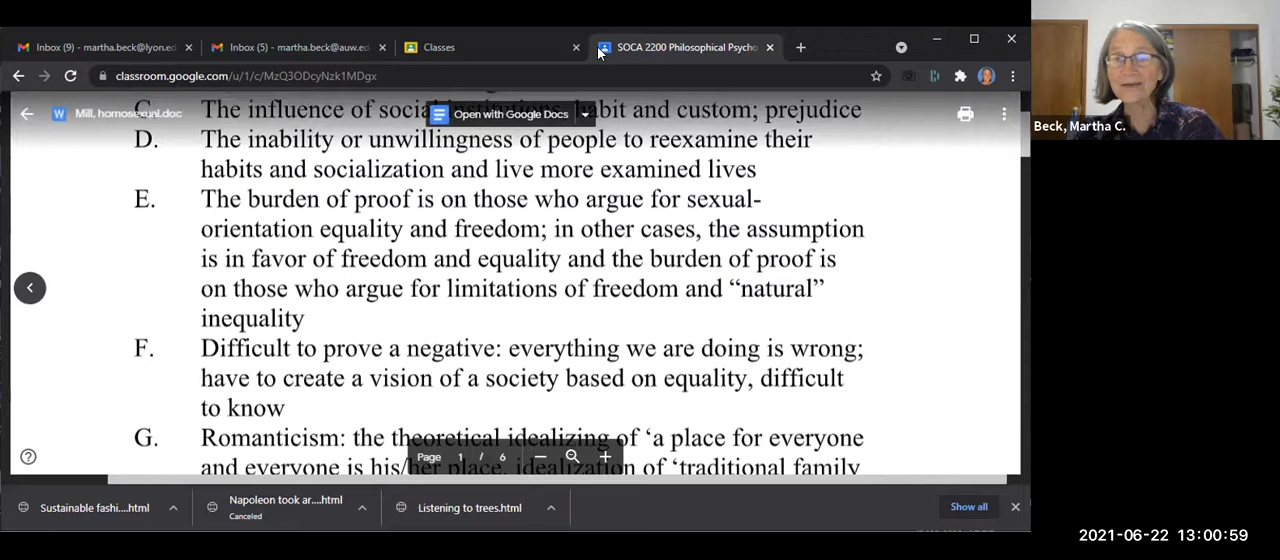 Inbox (9) - martha.beck@lyon.ed
Inbox (5) - martha.beck@auw.ed
Classes
SOCA 2200 Philosophical Psycho
classroom.google.com/u/1/c/MzQ3ODcyNzk1MDgx
Mill, homosexual.doc
Open with Google Docs
C. The influence of social institutions, habit and custom; prejudice
D. The inability or unwillingness of people to reexamine their
habits and socialization and live more examined lives
E. The burden of proof is on those who argue for sexual-
orientation equality and freedom; in other cases, the assumption
is in favor of freedom and equality and the burden of proof is
on those who argue for limitations of freedom and “natural”
inequality
F. Difficult to prove a negative: everything we are doing is wrong;
have to create a vision of a society based on equality, difficult
to know
G. Romanticism: the theoretical idealizing of ‘a place for everyone
and everyone is his/her place, idealization of ‘traditional family
Page 1 / 6
Sustainable fashi....html
Napoleon took ar....html
Canceled
Listening to trees.html
Show all
Beck, Martha C.
2021-06-22 13:00:59